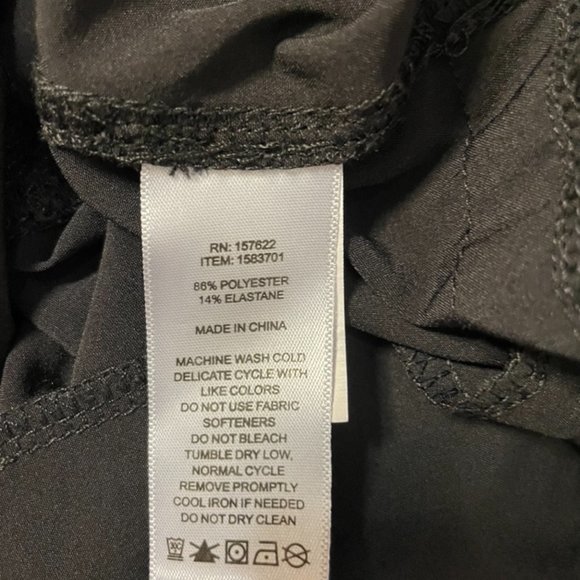 RN: 157622
ITEM: 1583701
86% POLYESTER
14% ELASTANE
MADE IN CHINA
MACHINE WASH COLD
DELICATE CYCLE WITH
LIKE COLORS
DO NOT USE FABRIC
SOFTENERS
DO NOT BLEACH
TUMBLE DRY LOW,
NORMAL CYCLE
REMOVE PROMPTLY
COOL IRON IF NEEDED
DO NOT DRY CLEAN